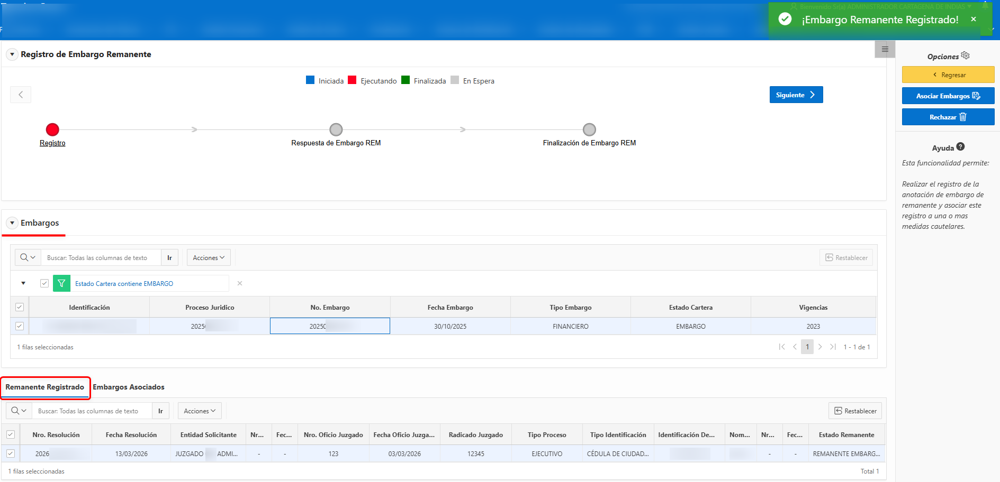 Bienvenido Sr(a) ADMINISTRADOR CARTAGENA DE INDIAS
¡Embargo Remanente Registrado!
Registro de Embargo Remanente
Iniciada Ejecutando Finalizada En Espera
Siguiente
Registro
Respuesta de Embargo REM
Finalización de Embargo REM
Opciones
Regresar
Asociar Embargos
Rechazar
Ayuda
Esta funcionalidad permite:
Realizar el registro de la
anotación de embargo de
remanente y asociar este
registro a una o mas
medidas cautelares.
Embargos
Buscar: Todas las columnas de texto Ir Acciones Restablecer
Estado Cartera contiene EMBARGO
Identificación Proceso Juridico No. Embargo Fecha Embargo Tipo Embargo Estado Cartera Vigencias
2025 2025 30/10/2025 FINANCIERO EMBARGO 2023
1 filas seleccionadas 1 1 - 1 de 1
Remanente Registrado Embargos Asociados
Buscar: Todas las columnas de texto Ir Acciones Restablecer
Nro. Resolución Fecha Resolución Entidad Solicitante Nr... Fec... Nro. Oficio Juzgado Fecha Oficio Juzga... Radicado Juzgado Tipo Proceso Tipo Identificación Identificación De... Nom... Nr... Fec... Estado Remanente
2026 13/03/2026 JUZGADO ADMI... - - 123 03/03/2026 12345 EJECUTIVO CÉDULA DE CIUDAD... - - REMANENTE EMBARG...
1 filas seleccionadas Total 1